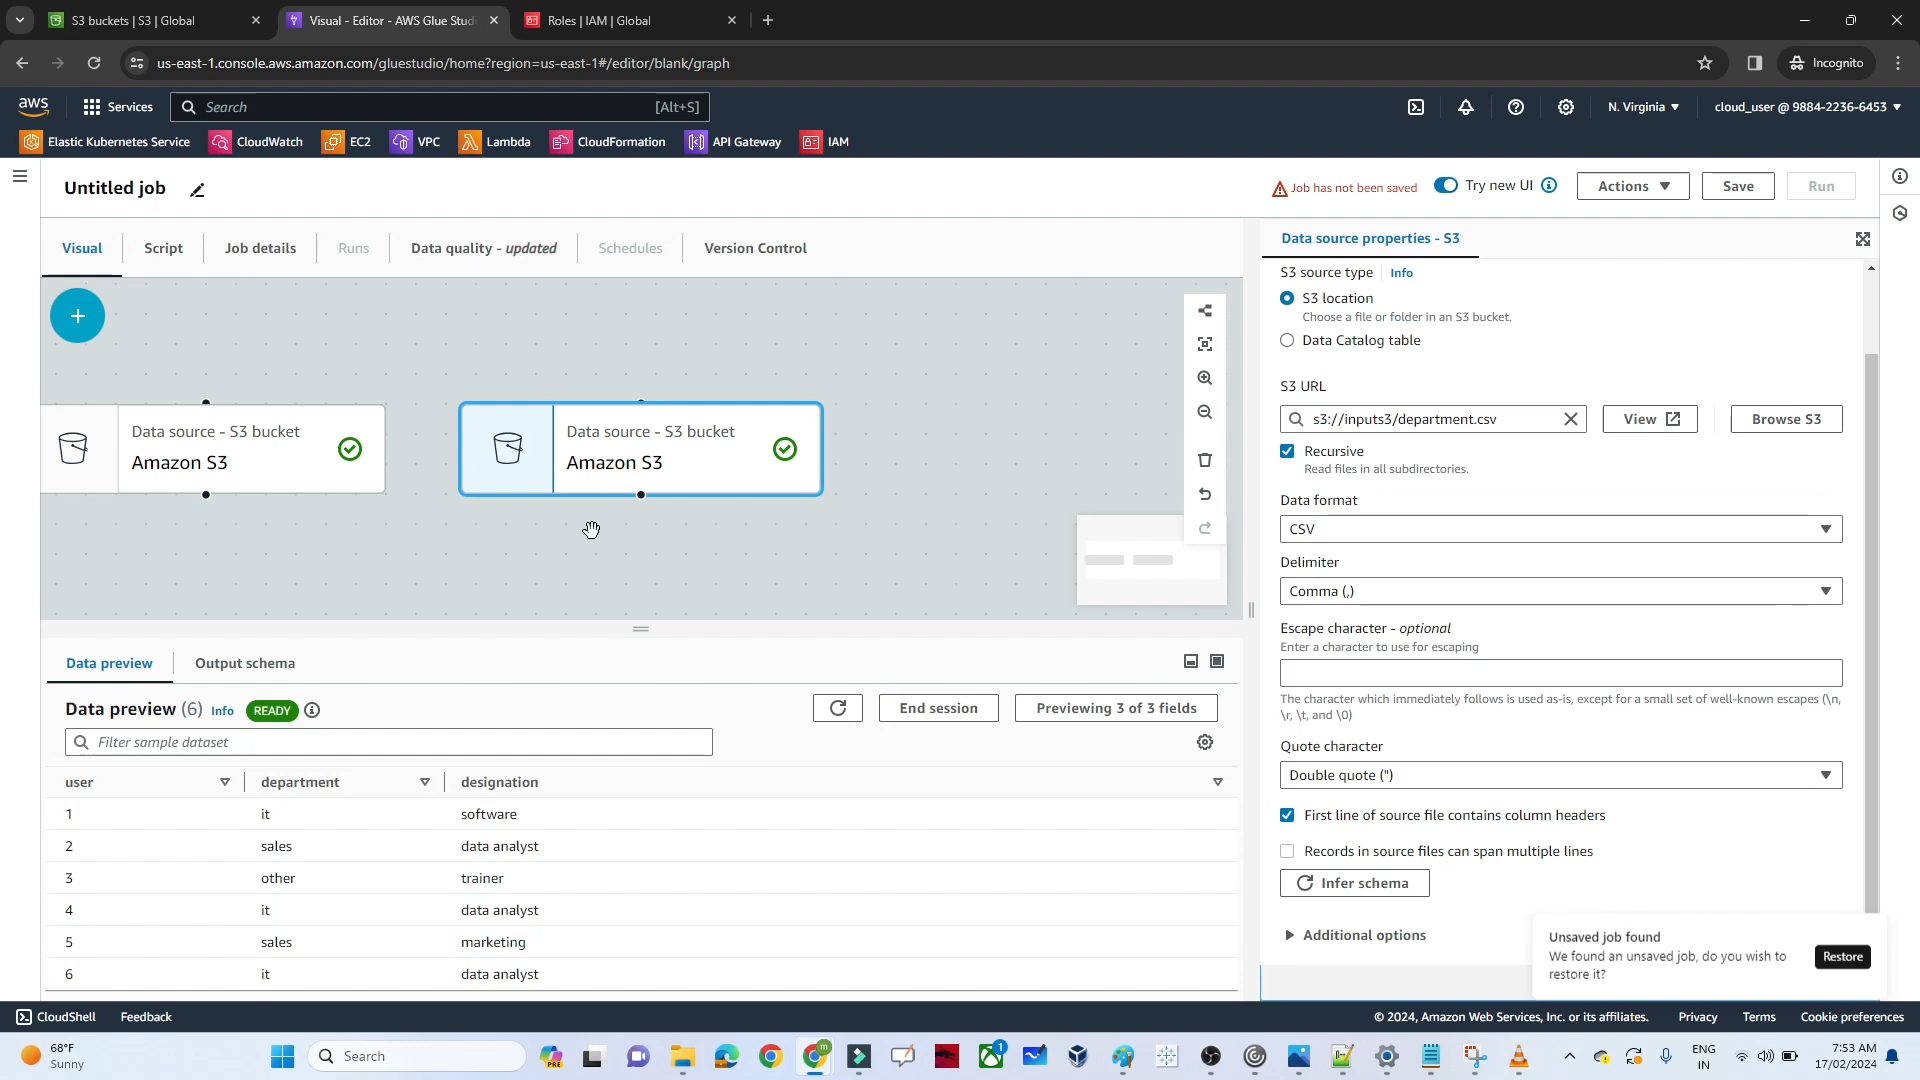 S3 buckets | S3 | Global
Visual - Editor - AWS Glue Stud
Roles | IAM | Global
us-east-1.console.aws.amazon.com/gluestudio/home?region=us-east-1#/editor/blank/graph
Incognito
aws
Services
Search
[Alt+S]
N. Virginia
cloud_user @ 9884-2236-6453
Elastic Kubernetes Service
CloudWatch
EC2
VPC
Lambda
CloudFormation
API Gateway
IAM
Untitled job
Job has not been saved
Try new UI
Actions
Save
Run
Visual
Script
Job details
Runs
Data quality - updated
Schedules
Version Control
Data source - S3 bucket
Amazon S3
Data source - S3 bucket
Amazon S3
Data source properties - S3
S3 source type
Info
S3 location
Choose a file or folder in an S3 bucket.
Data Catalog table
S3 URL
s3://inputs3/department.csv
View
Browse S3
Recursive
Read files in all subdirectories.
Data format
CSV
Delimiter
Comma (,)
Escape character - optional
Enter a character to use for escaping
The character which immediately follows is used as-is, except for a small set of well-known escapes (\n,
\r, \t, and \0)
Quote character
Double quote (")
First line of source file contains column headers
Records in source files can span multiple lines
Infer schema
Additional options
Unsaved job found
We found an unsaved job, do you wish to
restore it?
Restore
Data preview
Output schema
Data preview (6) Info READY
End session
Previewing 3 of 3 fields
Filter sample dataset
user department designation
1 it software
2 sales data analyst
3 other trainer
4 it data analyst
5 sales marketing
6 it data analyst
CloudShell
Feedback
© 2024, Amazon Web Services, Inc. or its affiliates.
Privacy
Terms
Cookie preferences
68°F
Sunny
Search
PRE
m
1
ENG
IN
7:53 AM
17/02/2024